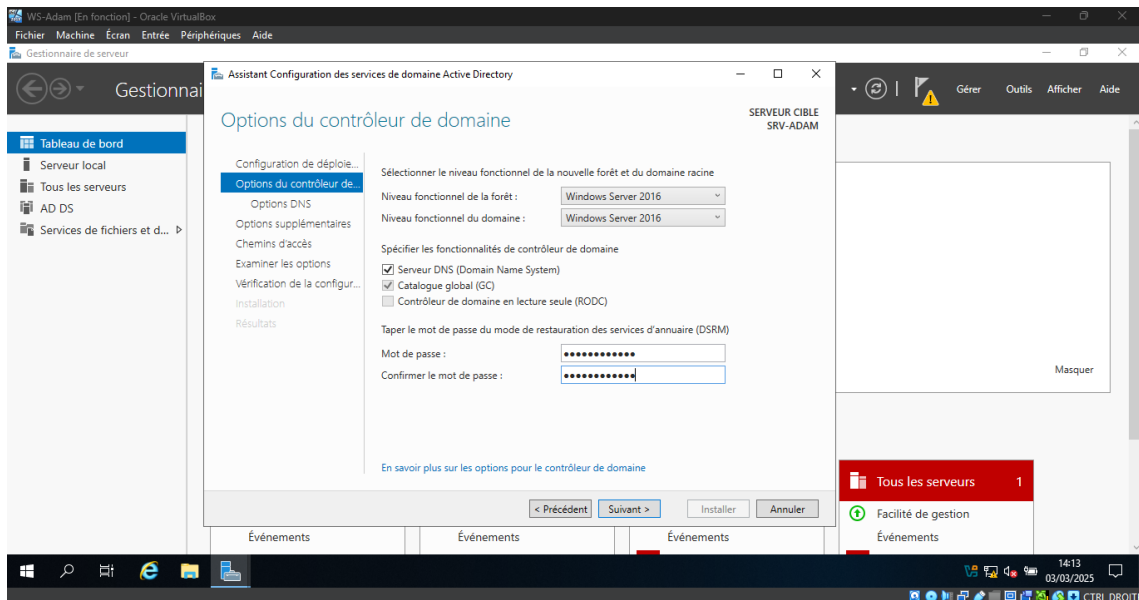 WS-Adam [En fonction] - Oracle VirtualBox
Fichier Machine Écran Entrée Périphériques Aide
Gestionnaire de serveur
Gestionnai
Gérer Outils Afficher Aide
Tableau de bord
Serveur local
Tous les serveurs
AD DS
Services de fichiers et d...
Assistant Configuration des services de domaine Active Directory
Options du contrôleur de domaine
SERVEUR CIBLE
SRV-ADAM
Configuration de déploie...
Options du contrôleur de...
Options DNS
Options supplémentaires
Chemins d'accès
Examiner les options
Vérification de la configur...
Installation
Résultats
Sélectionner le niveau fonctionnel de la nouvelle forêt et du domaine racine
Niveau fonctionnel de la forêt : Windows Server 2016
Niveau fonctionnel du domaine : Windows Server 2016
Spécifier les fonctionnalités de contrôleur de domaine
Serveur DNS (Domain Name System)
Catalogue global (GC)
Contrôleur de domaine en lecture seule (RODC)
Taper le mot de passe du mode de restauration des services d'annuaire (DSRM)
Mot de passe : ••••••••••••
Confirmer le mot de passe : ••••••••••••
En savoir plus sur les options pour le contrôleur de domaine
< Précédent Suivant > Installer Annuler
Masquer
Tous les serveurs 1
Facilité de gestion
Événements Événements Événements Événements
14:13
03/03/2025
CTRL DROITE